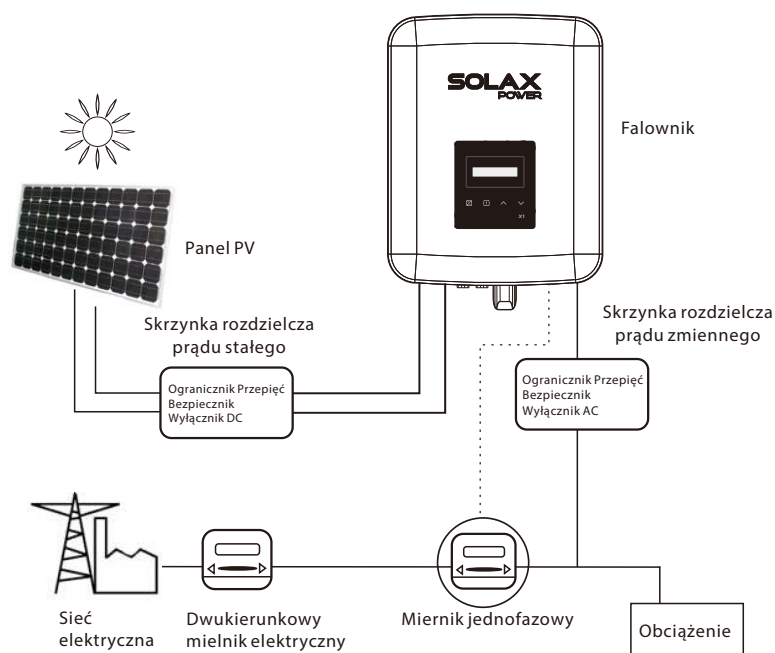 SOLAX
POWER
X1
Falownik
Panel PV
Skrzynka rozdzielcza
prądu stałego
Ogranicznik Przepięć
Bezpiecznik
Wyłącznik DC
Skrzynka rozdzielcza
prądu zmiennego
Ogranicznik Przepięć
Bezpiecznik
Wyłącznik AC
Sieć
elektryczna
Dwukierunkowy
mielnik elektryczny
Miernik jednofazowy
Obciążenie